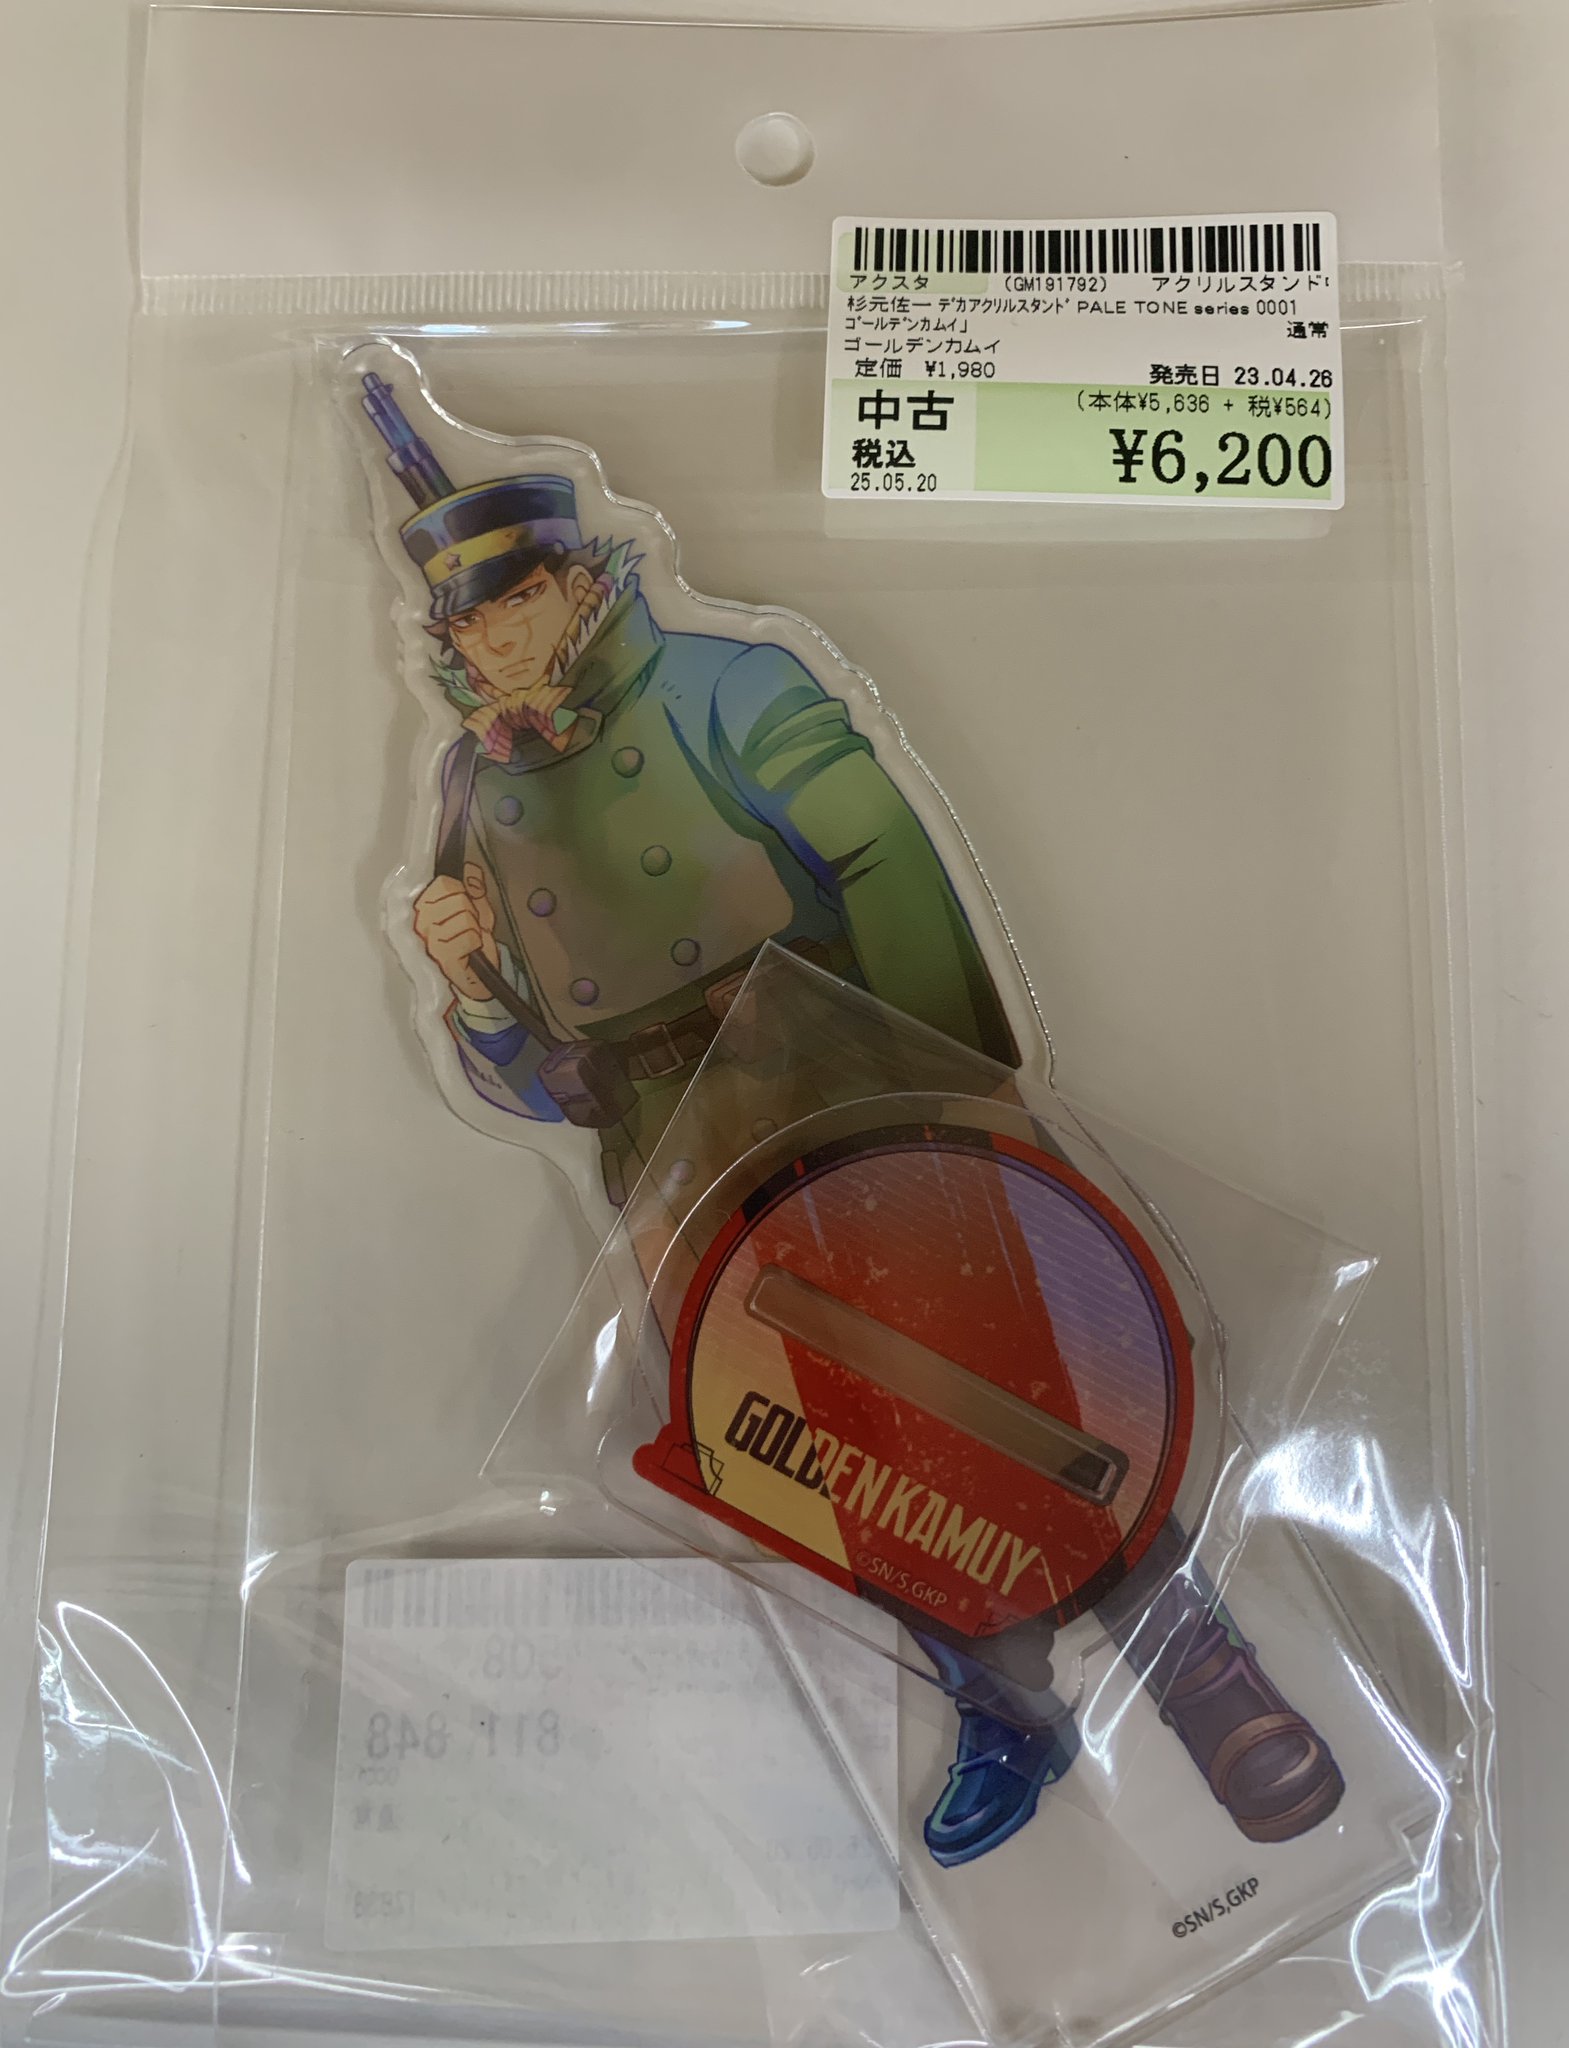 アクスタ (GM191792) アクリルスタンド
杉元佐一 ﾃﾞｶｱｸﾘﾙｽﾀﾝﾄﾞ PALE TONE series 0001
ｺﾞｰﾙﾃﾞﾝｶﾑｲ」 通常
ゴールデンカムイ
定価 ¥1,980 発売日 23.04.26
中古 (本体¥5,636 + 税¥564)
税込 ¥6,200
25.05.20
GOLDEN KAMUY
©SN/S,GKP
811 848
©SN/S,GKP